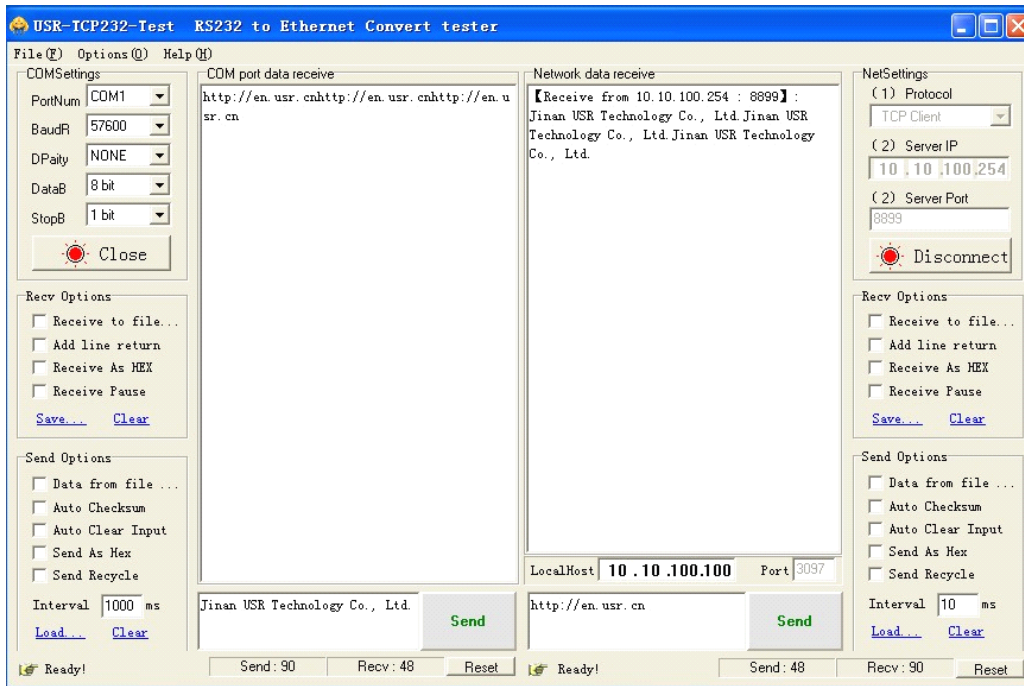 USR-TCP232-Test RS232 to Ethernet Convert tester
File(F) Options(O) Help(H)
COMSettings
PortNum COM1
BaudR 57600
DPaity NONE
DataB 8 bit
StopB 1 bit
Close
Recv Options
Receive to file...
Add line return
Receive As HEX
Receive Pause
Save... Clear
Send Options
Data from file ...
Auto Checksum
Auto Clear Input
Send As Hex
Send Recycle
Interval 1000 ms
Load... Clear
Ready!
COM port data receive
http://en.usr.cnhttp://en.usr.cnhttp://en.u
sr.cn
Jinan USR Technology Co., Ltd.
Send
Send : 90 Recv : 48 Reset
Network data receive
【Receive from 10.10.100.254 : 8899】:
Jinan USR Technology Co., Ltd.Jinan USR
Technology Co., Ltd.Jinan USR Technology
Co., Ltd.
LocalHost 10 .10 .100.100 Port 3097
http://en.usr.cn
Send
Ready! Send : 48 Recv : 90 Reset
NetSettings
(1) Protocol
TCP Client
(2) Server IP
10 .10 .100.254
(2) Server Port
8899
Disconnect
Recv Options
Receive to file...
Add line return
Receive As HEX
Receive Pause
Save... Clear
Send Options
Data from file ...
Auto Checksum
Auto Clear Input
Send As Hex
Send Recycle
Interval 10 ms
Load... Clear